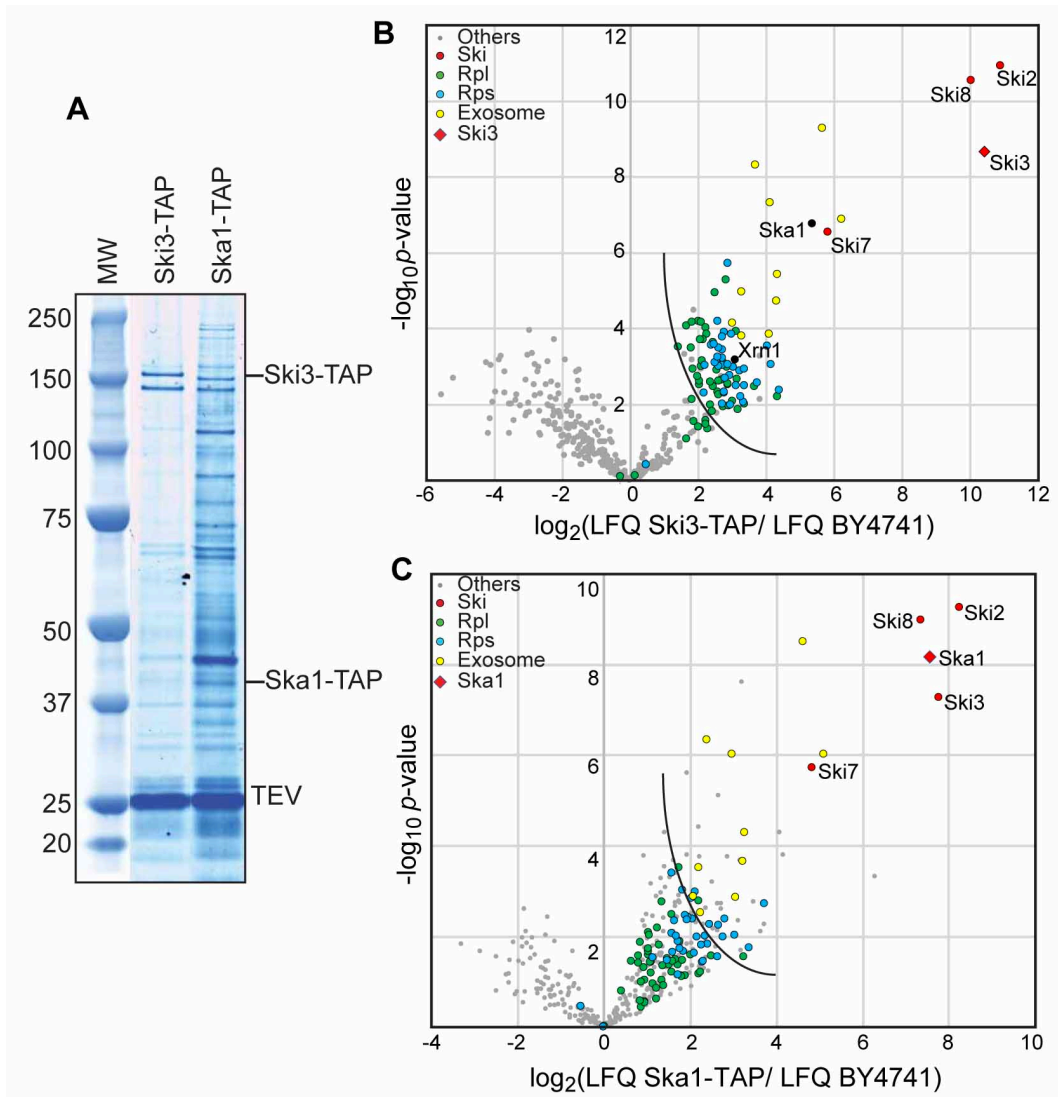 A
MW
Ski3-TAP
Ska1-TAP
250
150
100
75
50
37
25
20
Ski3-TAP
Ska1-TAP
TEV
B
Others
Ski
Rpl
Rps
Exosome
Ski3
12
10
8
6
4
2
Ski2
Ski8
Ski3
Ska1
Ski7
Xrn1
-log10 p-value
-6 -4 -2 0 2 4 6 8 10 12
log2(LFQ Ski3-TAP/ LFQ BY4741)
C
Others
Ski
Rpl
Rps
Exosome
Ska1
10
8
6
4
2
Ski8
Ski2
Ska1
Ski3
Ski7
-log10 p-value
-4 -2 0 2 4 6 8 10
log2(LFQ Ska1-TAP/ LFQ BY4741)